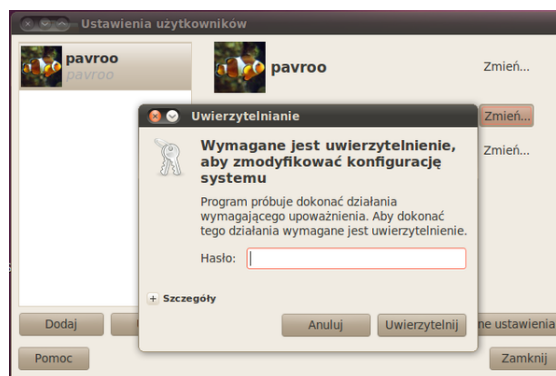 Ustawienia użytkowników
pavroo
pavroo
pavroo
Zmień...
Zmień...
Zmień...
Uwierzytelnianie
Wymagane jest uwierzytelnienie,
aby zmodyfikować konfigurację
systemu
Program próbuje dokonać działania
wymagającego upoważnienia. Aby dokonać
tego działania wymagane jest uwierzytelnienie.
Hasło:
Szczegóły
Anuluj
Uwierzytelnij
Dodaj
ustawienia
Pomoc
Zamknij